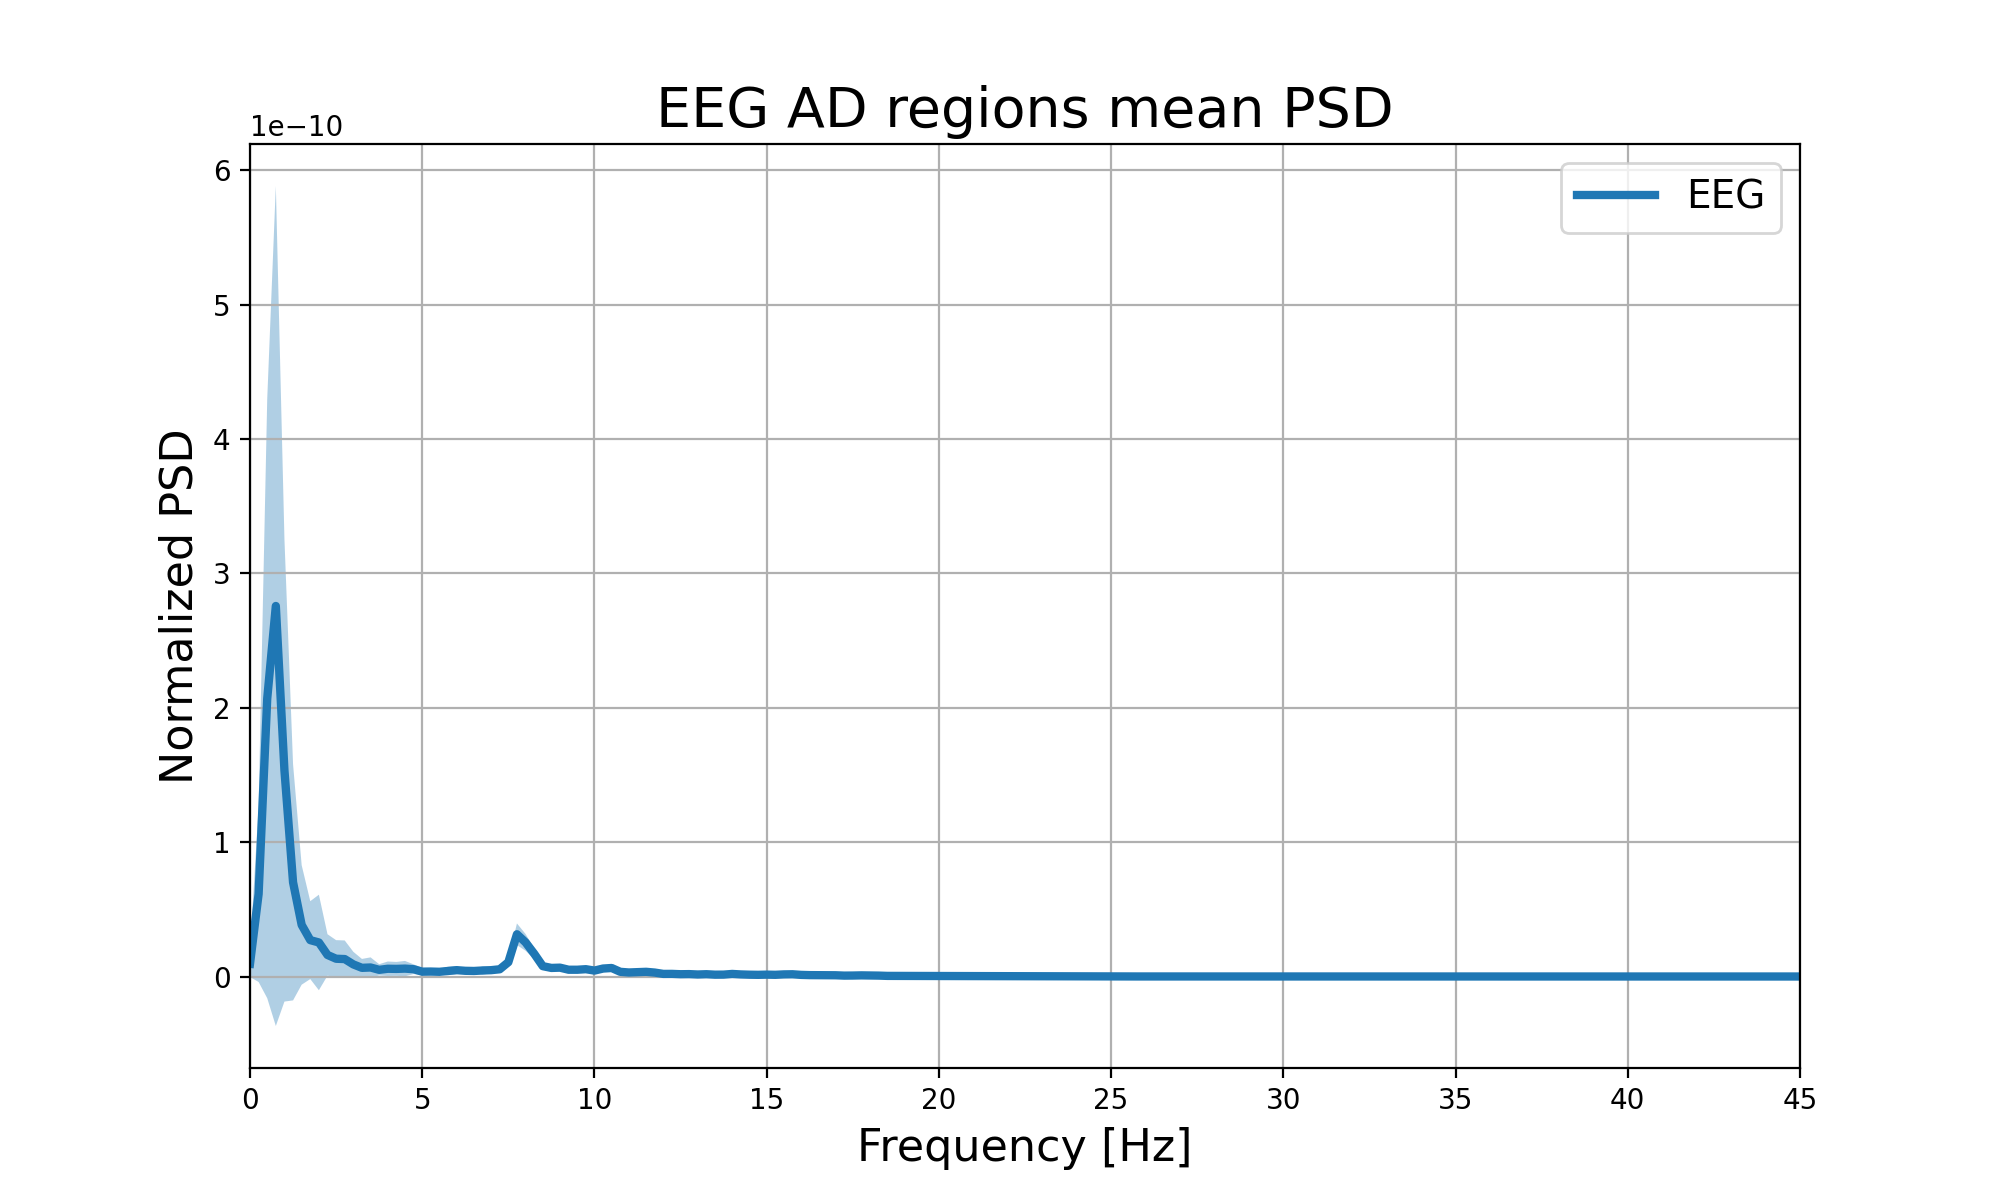 EEG AD regions mean PSD
1e−10
EEG
6
5
4
3
2
1
0
Normalized PSD
0 5 10 15 20 25 30 35 40 45
Frequency [Hz]